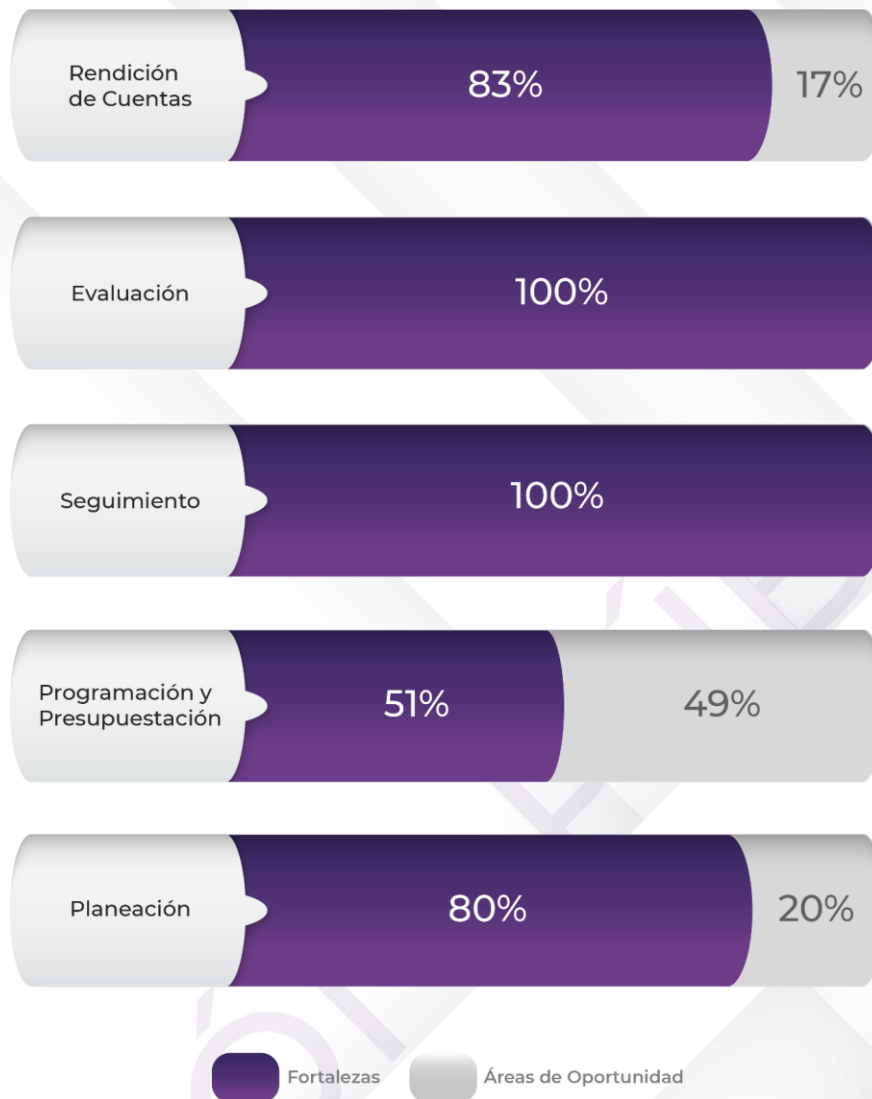 Rendición
de Cuentas
83%
17%
Evaluación
100%
Seguimiento
100%
Programación y
Presupuestación
51%
49%
Planeación
80%
20%
Fortalezas
Áreas de Oportunidad